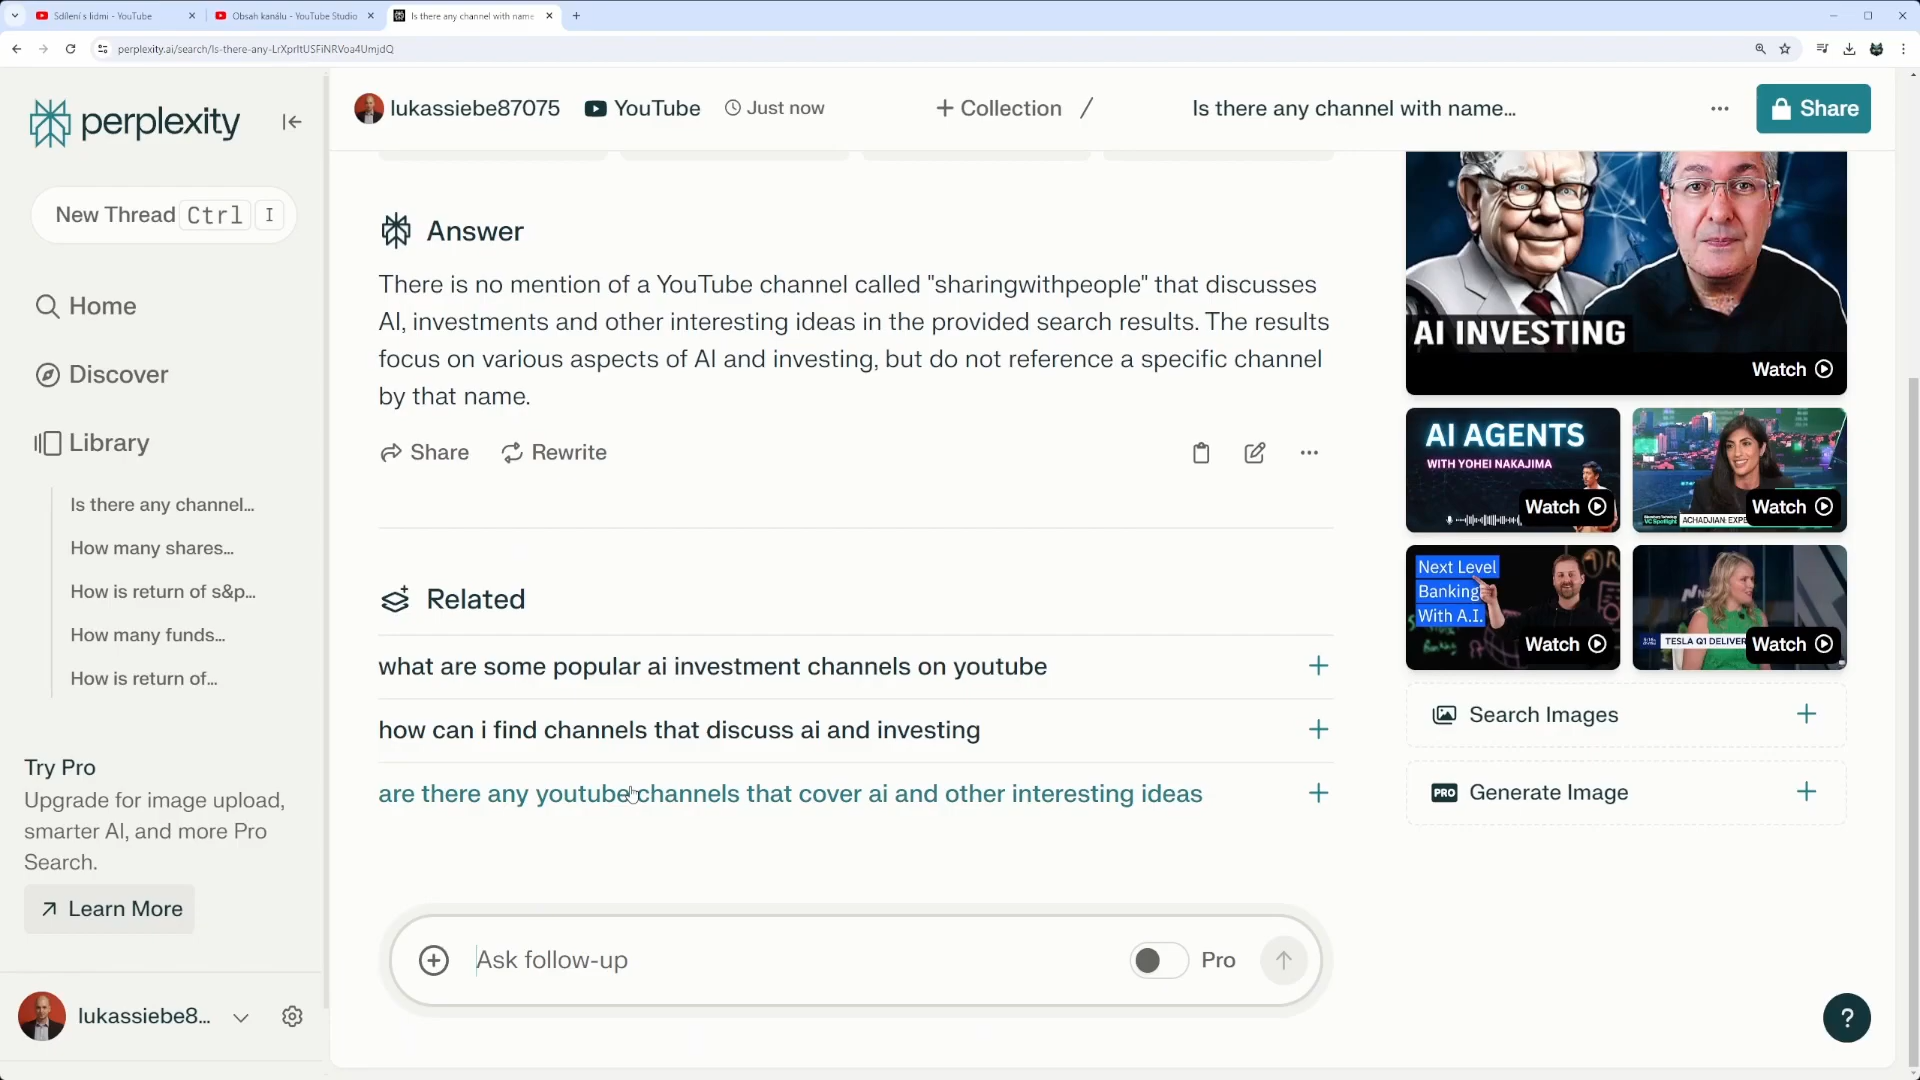 Sdílení s lidmi - YouTube
Obsah kanálu - YouTube Studio
Is there any channel with name
perplexity.ai/search/Is-there-any-LrXprItUSFiNRVoa4UmjdQ
perplexity
New Thread Ctrl I
Home
Discover
Library
Is there any channel...
How many shares...
How is return of s&p...
How many funds...
How is return of...
Try Pro
Upgrade for image upload,
smarter AI, and more Pro
Search.
Learn More
lukassiebe8...
lukassiebe87075
YouTube
Just now
Collection /
Is there any channel with name...
Share
Answer
There is no mention of a YouTube channel called "sharingwithpeople" that discusses
AI, investments and other interesting ideas in the provided search results. The results
focus on various aspects of AI and investing, but do not reference a specific channel
by that name.
Share
Rewrite
Related
what are some popular ai investment channels on youtube
how can i find channels that discuss ai and investing
are there any youtube channels that cover ai and other interesting ideas
Ask follow-up
Pro
AI INVESTING
Watch
AI AGENTS
WITH YOHEI NAKAJIMA
Watch
VC Spotlight
ACHADJIAN: EXPE
Watch
Next Level
Banking
With A.I.
Watch
TESLA Q1 DELIVER
Watch
Search Images
PRO Generate Image
?